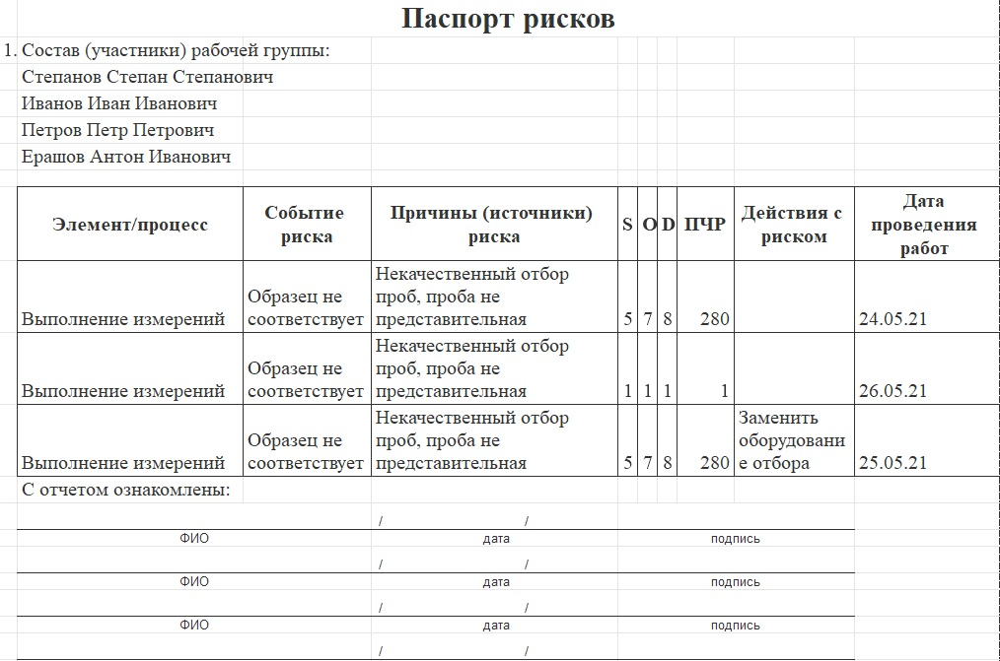 Паспорт рисков
1. Состав (участники) рабочей группы:
Степанов Степан Степанович
Иванов Иван Иванович
Петров Петр Петрович
Ерашов Антон Иванович
Элемент/процесс
Событие
риска
Причины (источники)
риска
S
O
D
ПЧР
Действия с
риском
Дата
проведения
работ
Выполнение измерений
Образец не
соответствует
Некачественный отбор
проб, проба не
представительная
5
7
8
280
24.05.21
Выполнение измерений
Образец не
соответствует
Некачественный отбор
проб, проба не
представительная
1
1
1
1
26.05.21
Выполнение измерений
Образец не
соответствует
Некачественный отбор
проб, проба не
представительная
5
7
8
280
Заменить
оборудовани
е отбора
25.05.21
С отчетом ознакомлены:
/ /
ФИО дата подпись
/ /
ФИО дата подпись
/ /
ФИО дата подпись
/ /